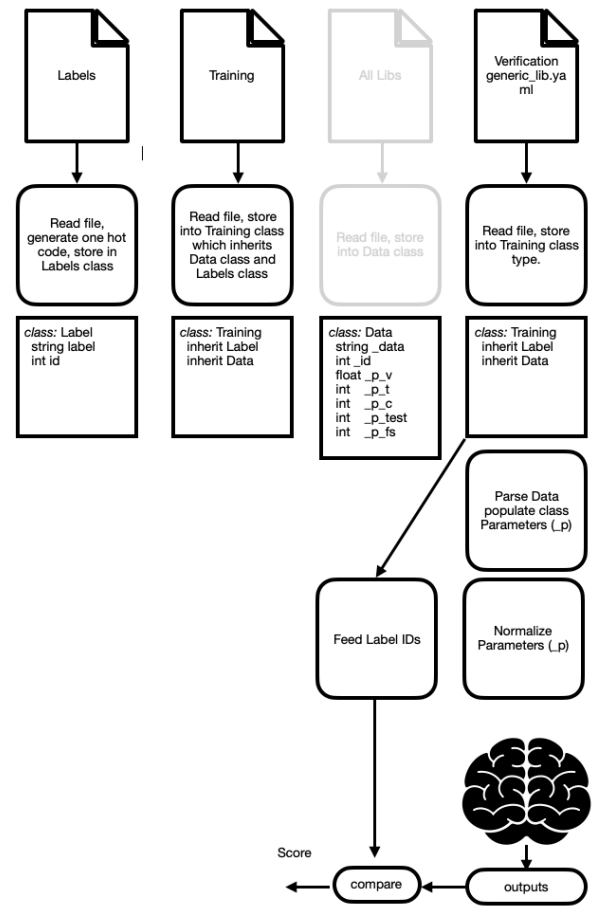 Labels
Training
All Libs
Verification
generic_lib.ya
ml
Read file,
generate one hot
code, store in
Labels class
Read file, store
into Training class
which inherits
Data class and
Labels class
Read file, store
into Data class
Read file, store
into Training class
type.
class: Label
string label
int id
class: Training
inherit Label
inherit Data
class: Data
string _data
int _id
float _p_v
int _p_t
int _p_c
int _p_test
int _p_fs
class: Training
inherit Label
inherit Data
Parse Data
populate class
Parameters (_p)
Feed Label IDs
Normalize
Parameters (_p)
Score
compare
outputs